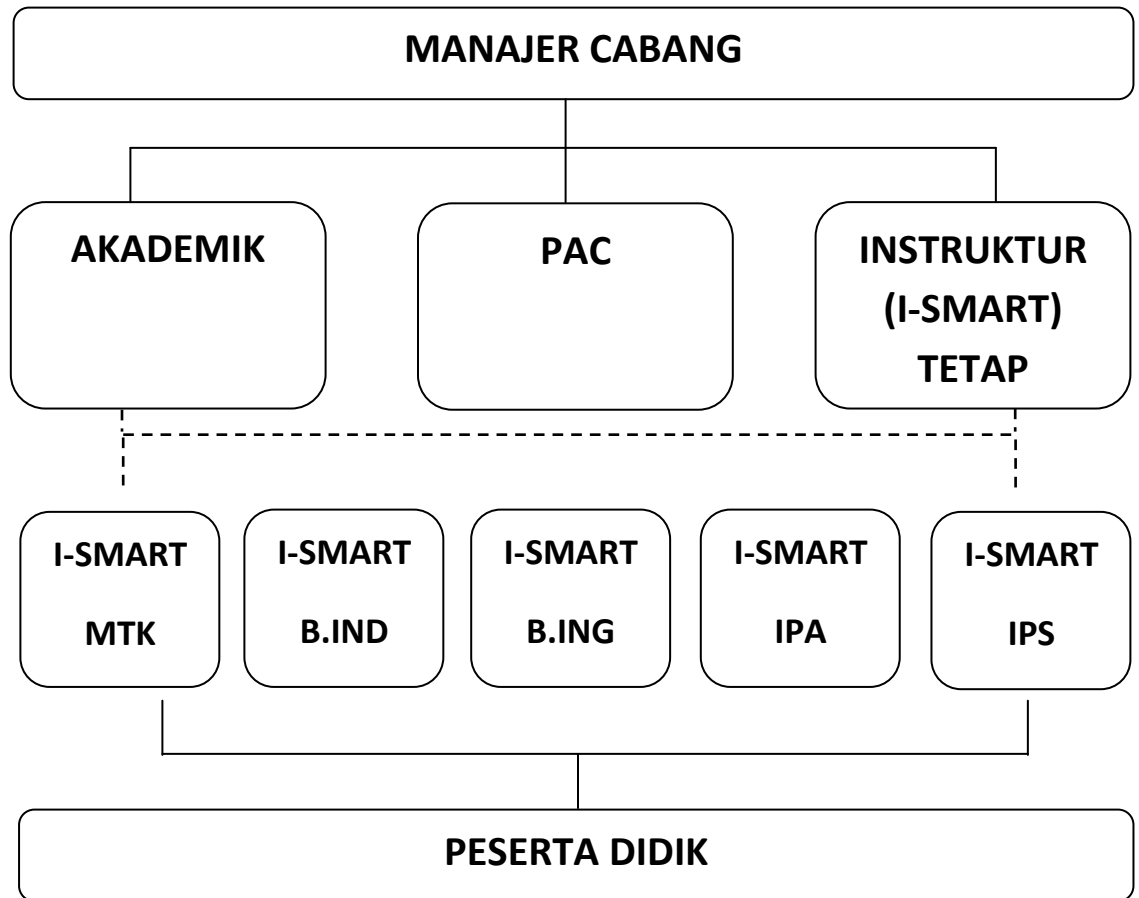 MANAJER CABANG
AKADEMIK
PAC
INSTRUKTUR
(I-SMART)
TETAP
I-SMART
MTK
I-SMART
B.IND
I-SMART
B.ING
I-SMART
IPA
I-SMART
IPS
PESERTA DIDIK